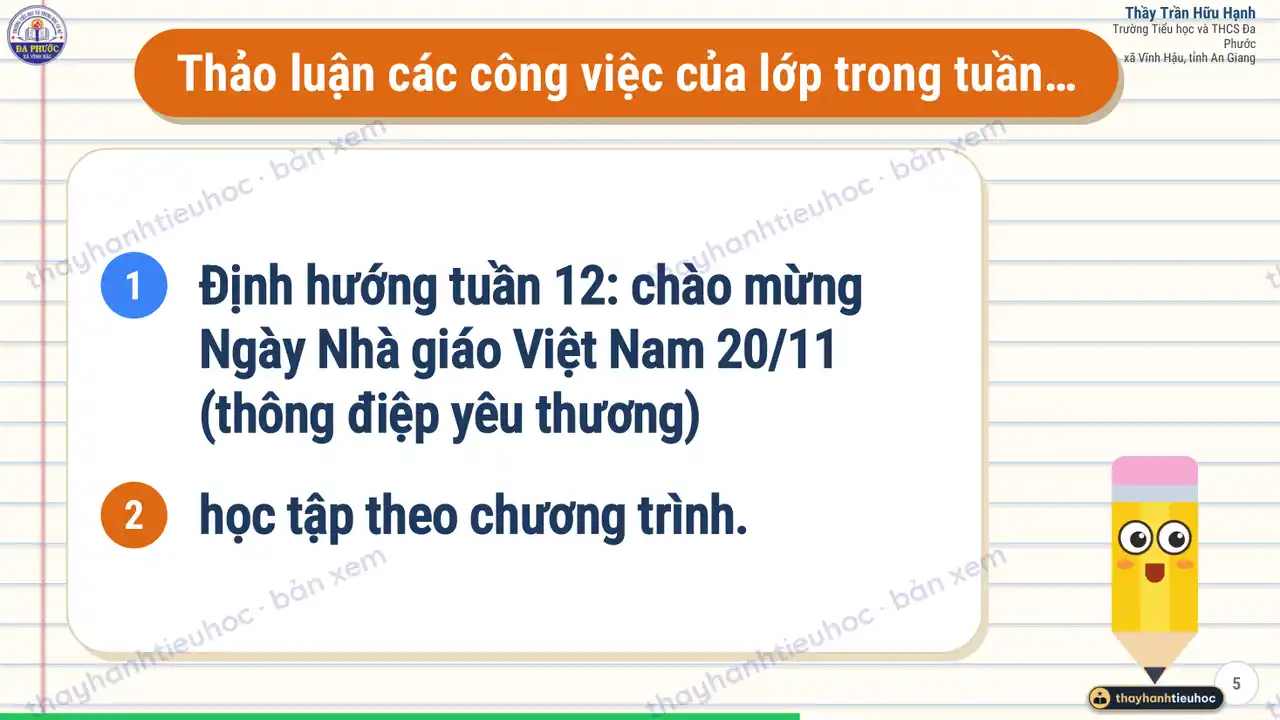 Thầy Trần Hữu Hạnh
Trường Tiểu học và THCS Đa
Phước
xã Vĩnh Hậu, tỉnh An Giang
ĐA PHƯỚC
XÃ VĨNH HẬU
Thảo luận các công việc của lớp trong tuần...
thayhanhtieuhoc · bản xem
thayhanhtieuhoc · bản xem
1
Định hướng tuần 12: chào mừng
Ngày Nhà giáo Việt Nam 20/11
(thông điệp yêu thương)
2
học tập theo chương trình.
thayhanhtieuhoc · bản xem
thayhanhtieuhoc · bản xem
thayhanhtieuhoc
5